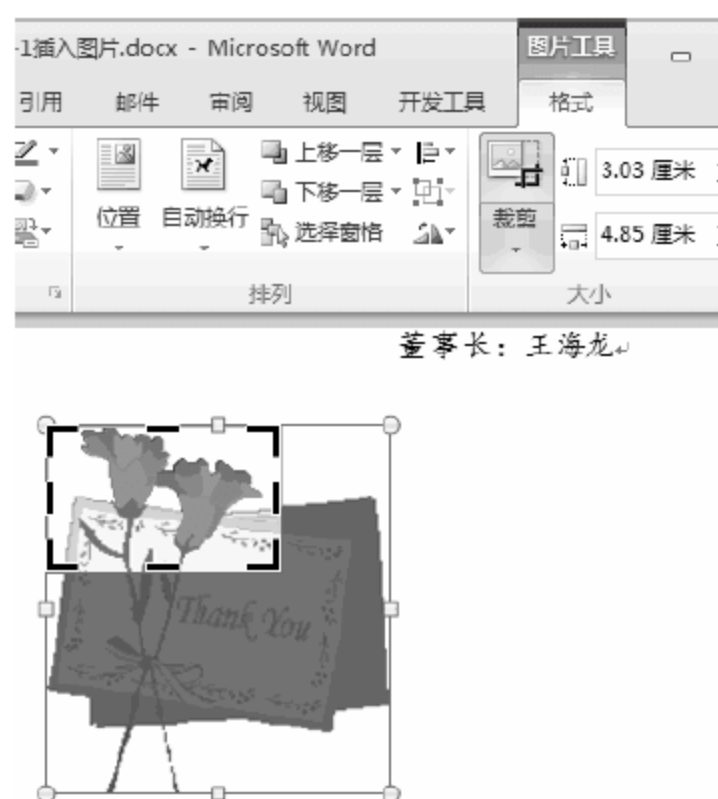 -1插入图片.docx - Microsoft Word 图片工具
引用 邮件 审阅 视图 开发工具 格式
位置 自动换行 上移一层 下移一层 选择窗格 裁剪 3.03 厘米 4.85 厘米
排列 大小
董事长：王海龙
Thank You